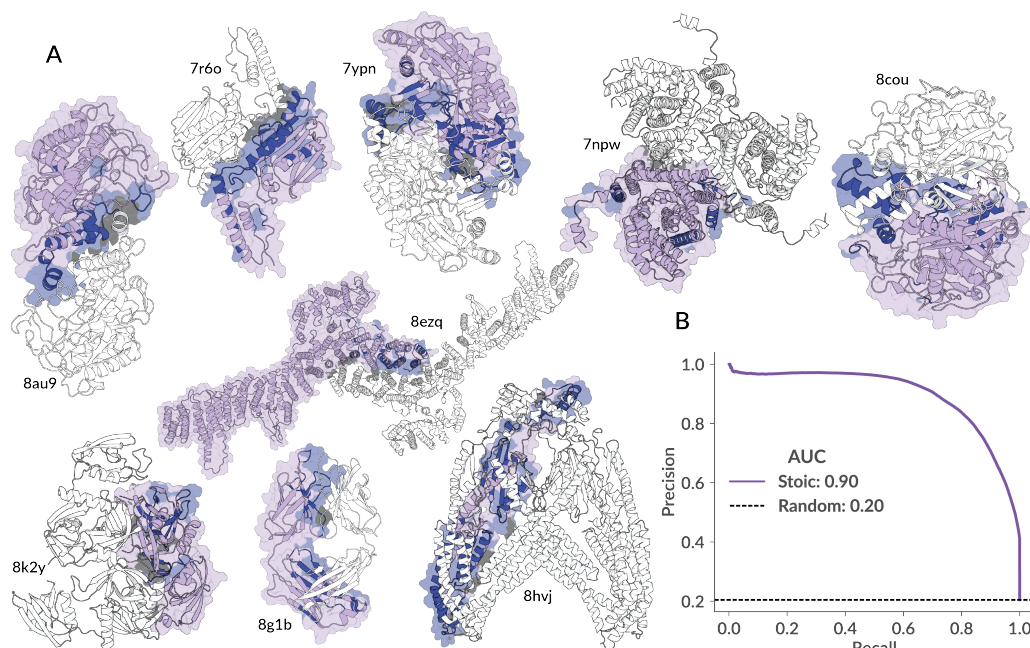 A
7r6o
7ypn
7npw
8cou
8au9
8ezq
B
8k2y
8g1b
8hvj
1.0
0.8
0.6
0.4
0.2
Precision
AUC
Stoic: 0.90
Random: 0.20
0.0 0.2 0.4 0.6 0.8 1.0
Recall